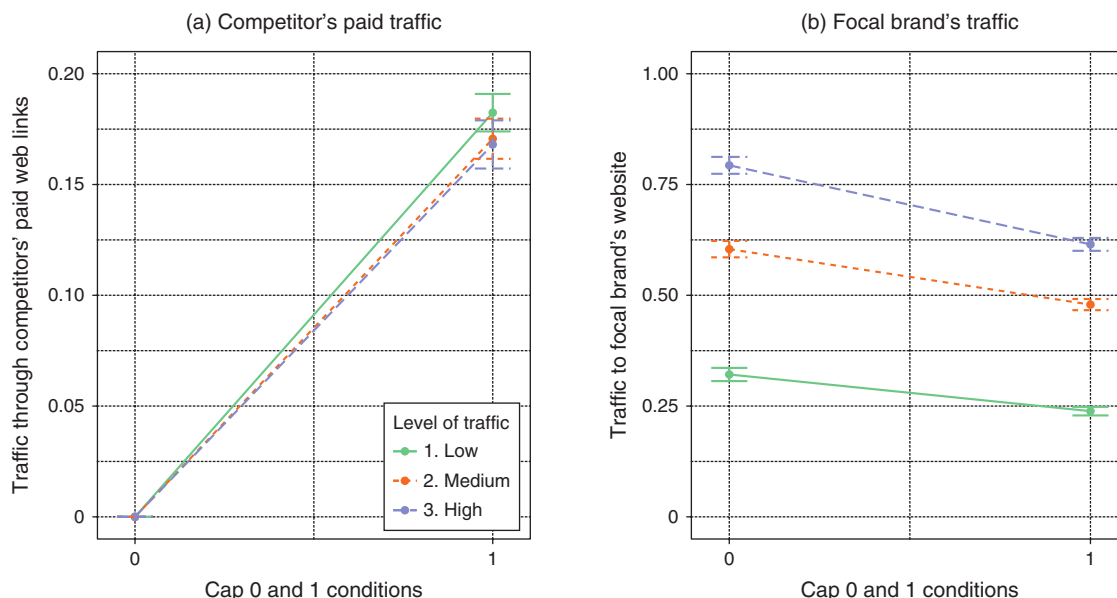 (a) Competitor's paid traffic
Traffic through competitors' paid web links
0.20
0.15
0.10
0.05
0
0
1
Cap 0 and 1 conditions
Level of traffic
1. Low
2. Medium
3. High
(b) Focal brand's traffic
Traffic to focal brand's website
1.00
0.75
0.50
0.25
0
0
1
Cap 0 and 1 conditions